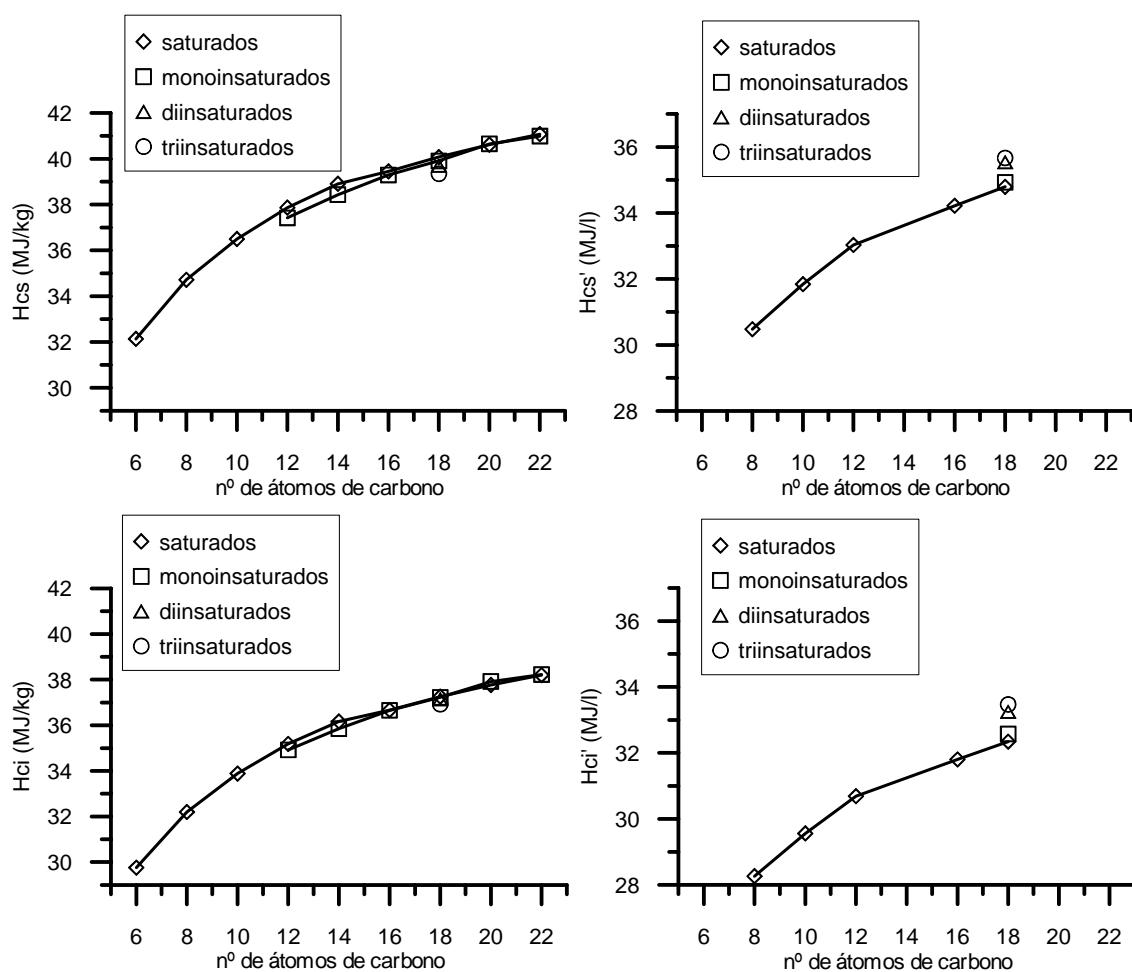 saturados
monoinsaturados
diinsaturados
triinsaturados
Hcs (MJ/kg)
42
40
38
36
34
32
30
6 8 10 12 14 16 18 20 22
nº de átomos de carbono
saturados
monoinsaturados
diinsaturados
triinsaturados
Hcs' (MJ/l)
36
34
32
30
28
6 8 10 12 14 16 18 20 22
nº de átomos de carbono
saturados
monoinsaturados
diinsaturados
triinsaturados
Hci (MJ/kg)
42
40
38
36
34
32
30
6 8 10 12 14 16 18 20 22
nº de átomos de carbono
saturados
monoinsaturados
diinsaturados
triinsaturados
Hci' (MJ/l)
36
34
32
30
28
6 8 10 12 14 16 18 20 22
nº de átomos de carbono